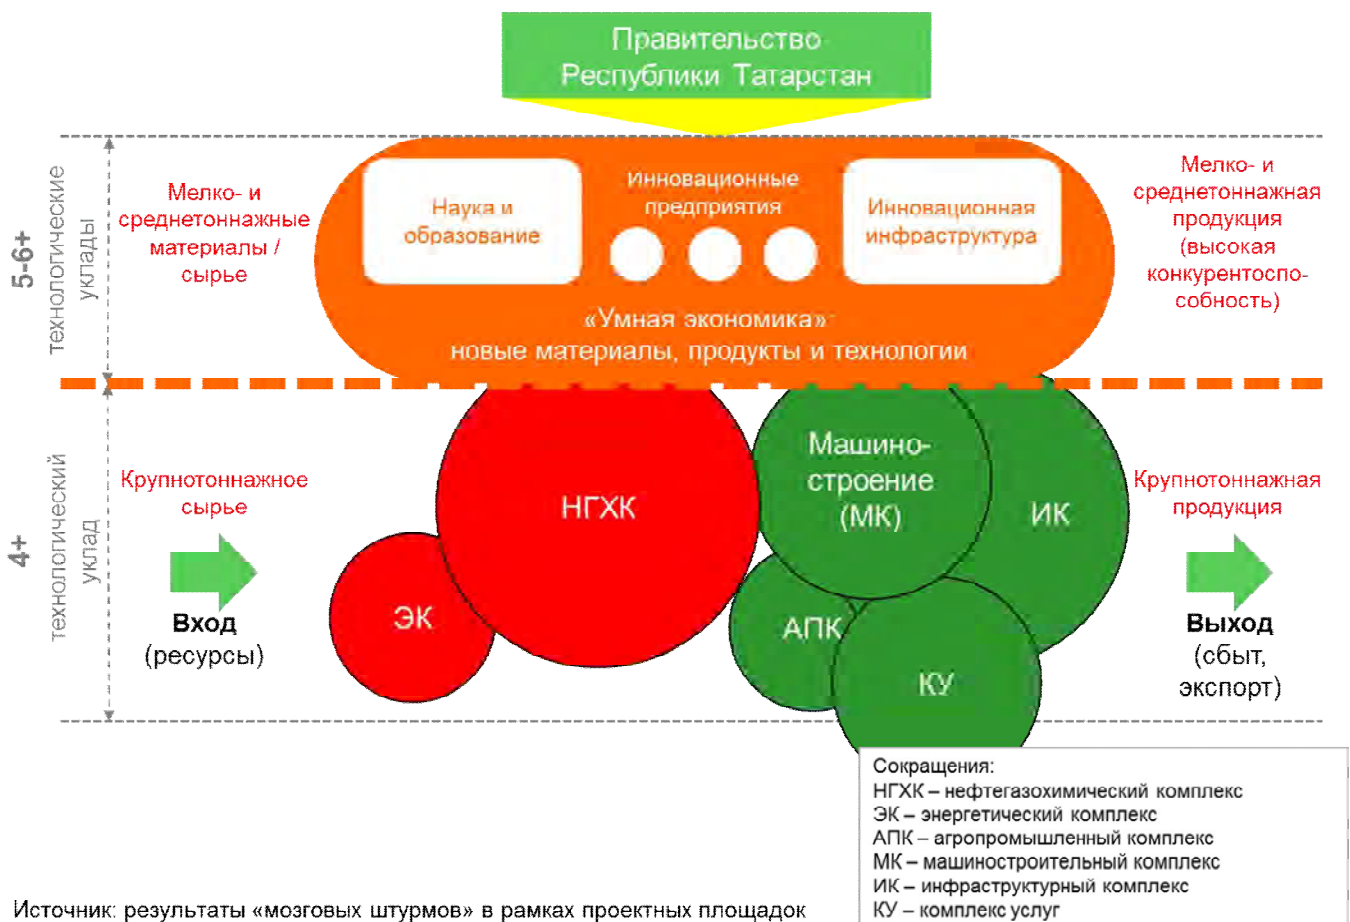 Правительство
Республики Татарстан
5-6+
технологические
уклады
Мелко- и
среднетоннажные
материалы /
сырье
Наука и
образование
Инновационные
предприятия
Инновационная
инфраструктура
«Умная экономика»:
новые материалы, продукты и технологии
Мелко- и
среднетоннажная
продукция
(высокая
конкурентоспо-
собность)
4+
технологический
уклад
Крупнотоннажное
сырье
Вход
(ресурсы)
ЭК
НГХК
Машино-
строение
(МК)
ИК
АПК
КУ
Крупнотоннажная
продукция
Выход
(сбыт,
экспорт)
Сокращения:
НГХК – нефтегазохимический комплекс
ЭК – энергетический комплекс
АПК – агропромышленный комплекс
МК – машиностроительный комплекс
ИК – инфраструктурный комплекс
КУ – комплекс услуг
Источник: результаты «мозговых штурмов» в рамках проектных площадок